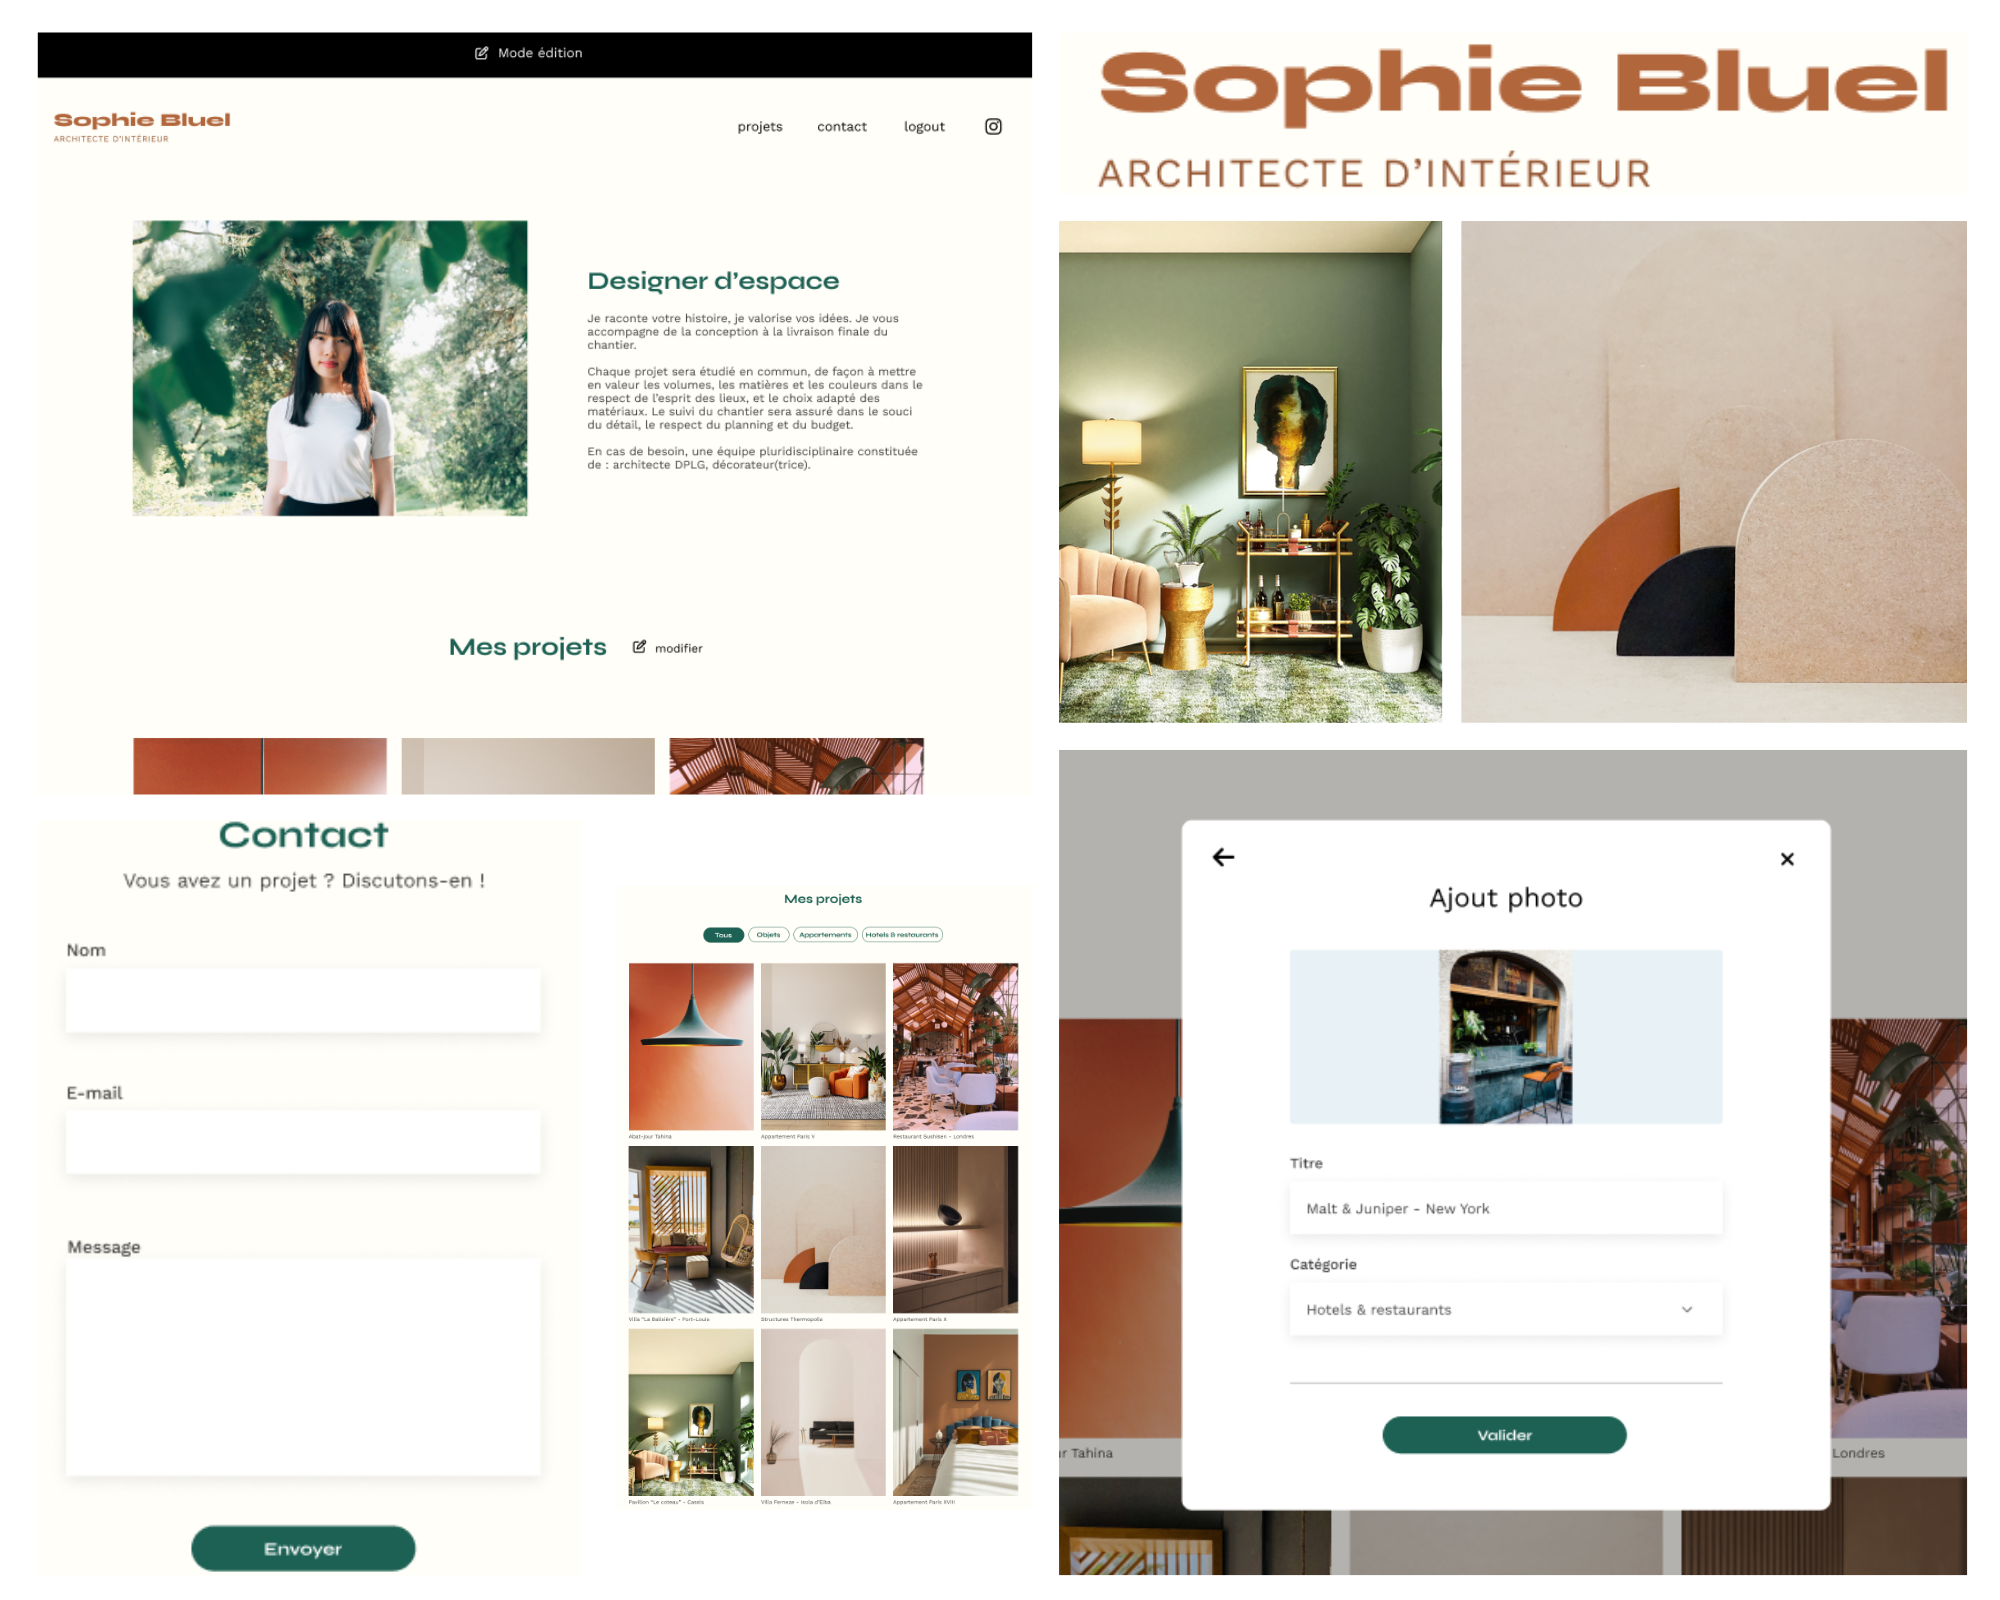 Mode édition
Sophie Bluel
ARCHITECTE D'INTÉRIEUR
projets contact logout
Designer d'espace
Je raconte votre histoire, je valorise vos idées. Je vous
accompagne de la conception à la livraison finale du
chantier.
Chaque projet sera étudié en commun, de façon à mettre
en valeur les volumes, les matières et les couleurs dans le
respect de l'esprit des lieux, et le choix adapté des
matériaux. Le suivi du chantier sera assuré dans le souci
du détail, le respect du planning et du budget.
En cas de besoin, une équipe pluridisciplinaire constituée
de : architecte DPLG, décorateur(trice).
Mes projets modifier
Sophie Bluel
ARCHITECTE D'INTÉRIEUR
Contact
Vous avez un projet ? Discutons-en !
Nom
E-mail
Message
Envoyer
Mes projets
Tous Objets Appartements Hotels & restaurants
Abat-jour Tahina Appartement Paris V Restaurant Sushisen - Londres
Villa "La Balisière" - Port-Louis Structures Thermopolis Appartement Paris X
Pavillon "Le coteau" - Cassis Villa Ferneze - Isola d'Elba Appartement Paris XVIII
Ajout photo
Titre
Malt & Juniper - New York
Catégorie
Hotels & restaurants
Valider
r Tahina
Londres